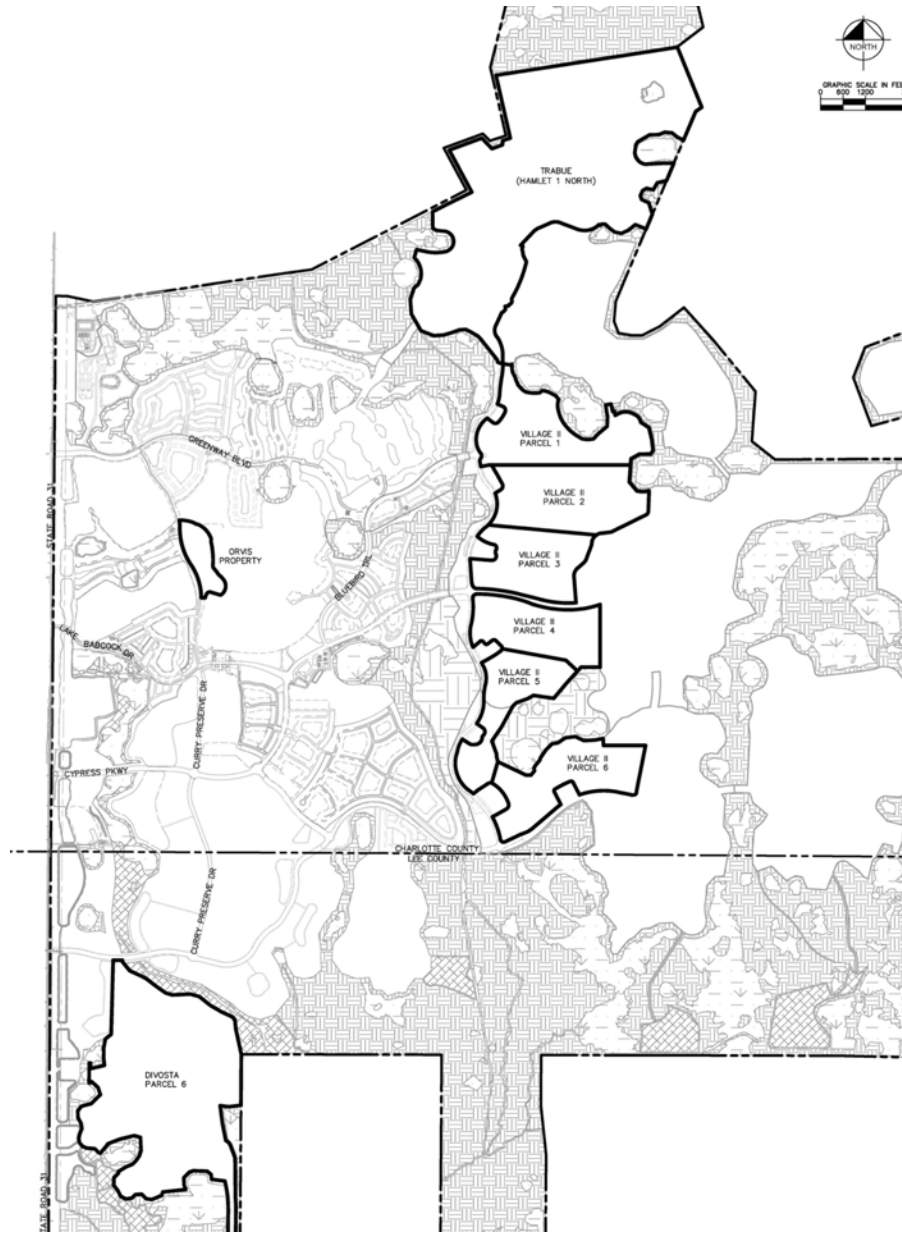 NORTH
GRAPHIC SCALE IN FEE
0 600 1200
TRABUE
(HAMLET 1 NORTH)
GREENWAY BLVD
VILLAGE II
PARCEL 1
STATE ROAD 31
VILLAGE II
PARCEL 2
ORVIS
PROPERTY
VILLAGE II
PARCEL 3
BLUEBIRD TRL
LAKE BABCOCK DR
VILLAGE II
PARCEL 4
VILLAGE II
PARCEL 5
CURRY PRESERVE DR
CYPRESS PKWY
VILLAGE II
PARCEL 6
CHARLOTTE COUNTY
LEE COUNTY
CURRY PRESERVE DR
DIVOSTA
PARCEL 6
STATE ROAD 31